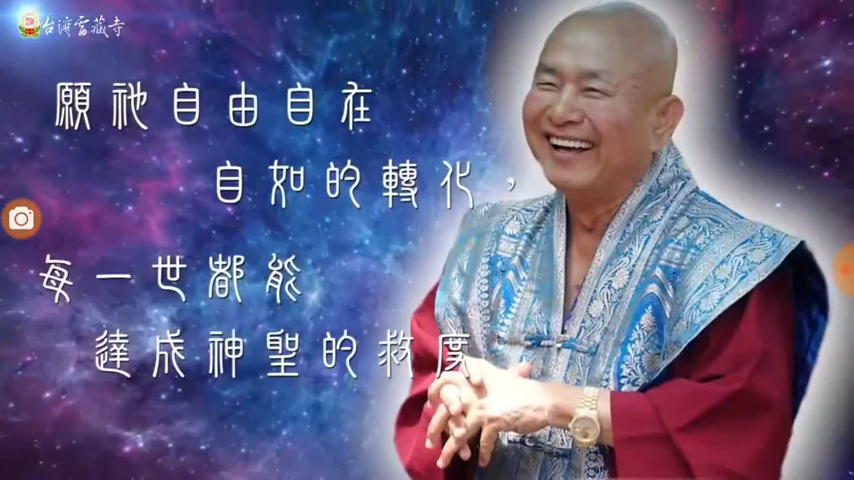 台灣雷藏寺
願祂自由自在
自如的轉化，
每一世都能
達成神聖的救度